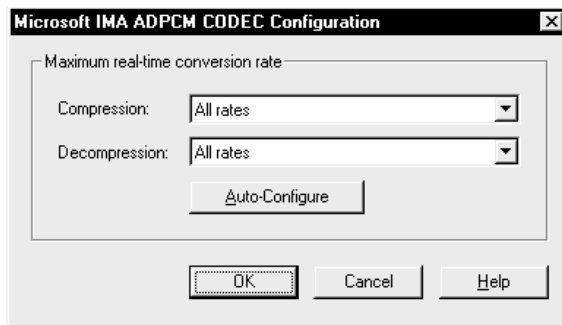 Microsoft IMA ADPCM CODEC Configuration
Maximum real-time conversion rate
Compression: All rates
Decompression: All rates
Auto-Configure
OK Cancel Help